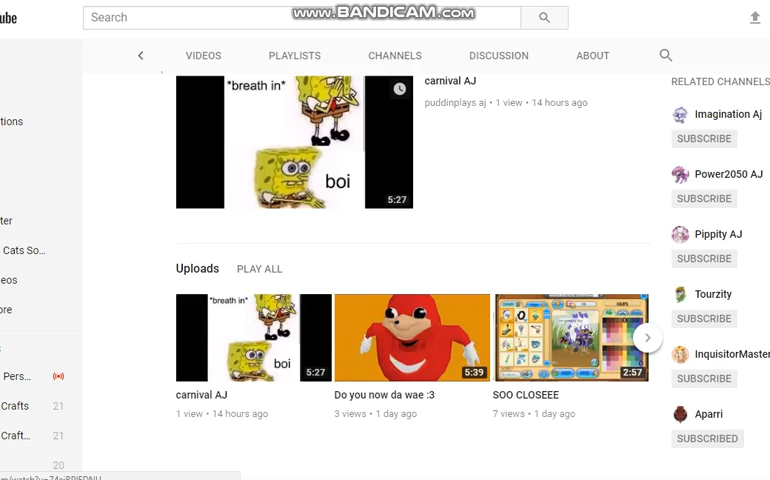 uBe
Search
WWW.BANDICAM.COM
VIDEOS
PLAYLISTS
CHANNELS
DISCUSSION
ABOUT
*breath in*
boi
5:27
carnival AJ
puddinplays aj • 1 view • 14 hours ago
RELATED CHANNELS
Imagination Aj
SUBSCRIBE
Power2050 AJ
SUBSCRIBE
Pippity AJ
SUBSCRIBE
Tourzity
SUBSCRIBE
InquisitorMaster
SUBSCRIBE
Aparri
SUBSCRIBED
tions
ter
Cats So...
eos
ore
s
Pers...
Crafts 21
Craft... 21
20
Uploads PLAY ALL
*breath in*
boi
5:27
carnival AJ
1 view • 14 hours ago
5:39
Do you now da wae :3
3 views • 1 day ago
2:57
SOO CLOSEEE
7 views • 1 day ago